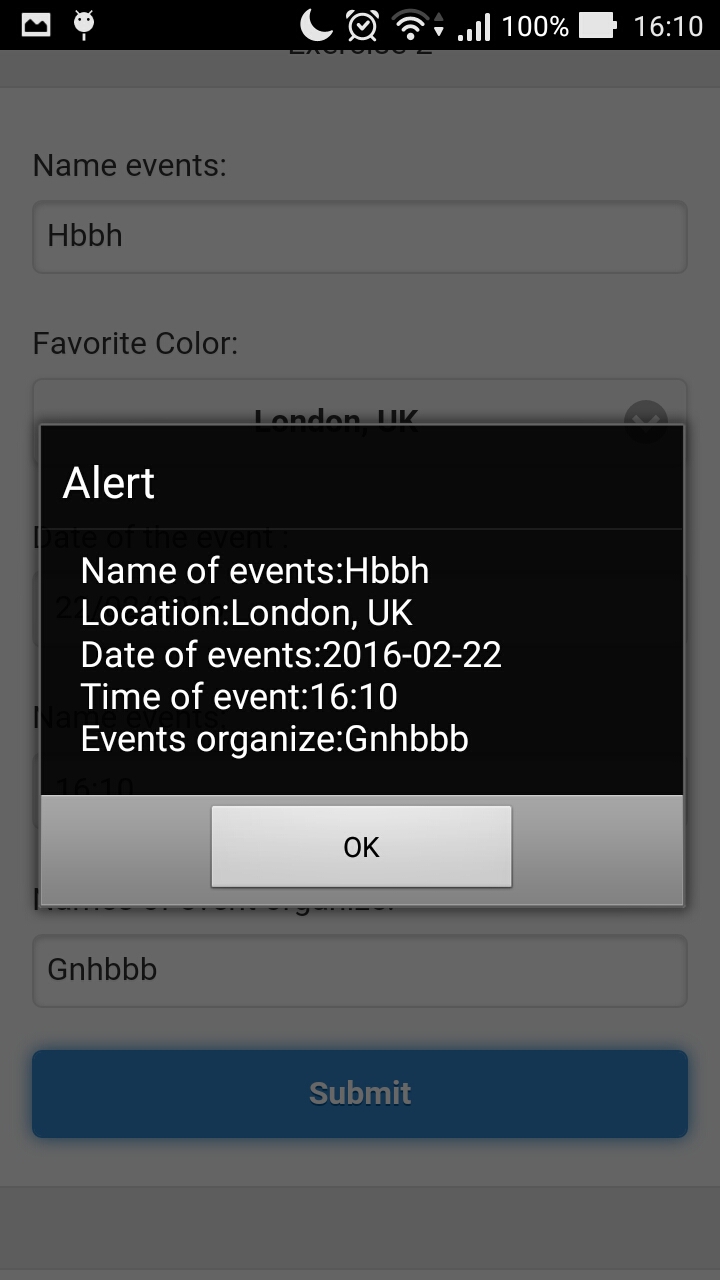 100% 16:10
Exercise 2
Name events:
Hbbh
Favorite Color:
London, UK
Alert
Date of the event :
Name of events:Hbbh
Location:London, UK
Date of events:2016-02-22
Time of event:16:10
Events organize:Gnhbbb
Name events:
16:10
OK
Names of event organize:
Gnhbbb
Submit